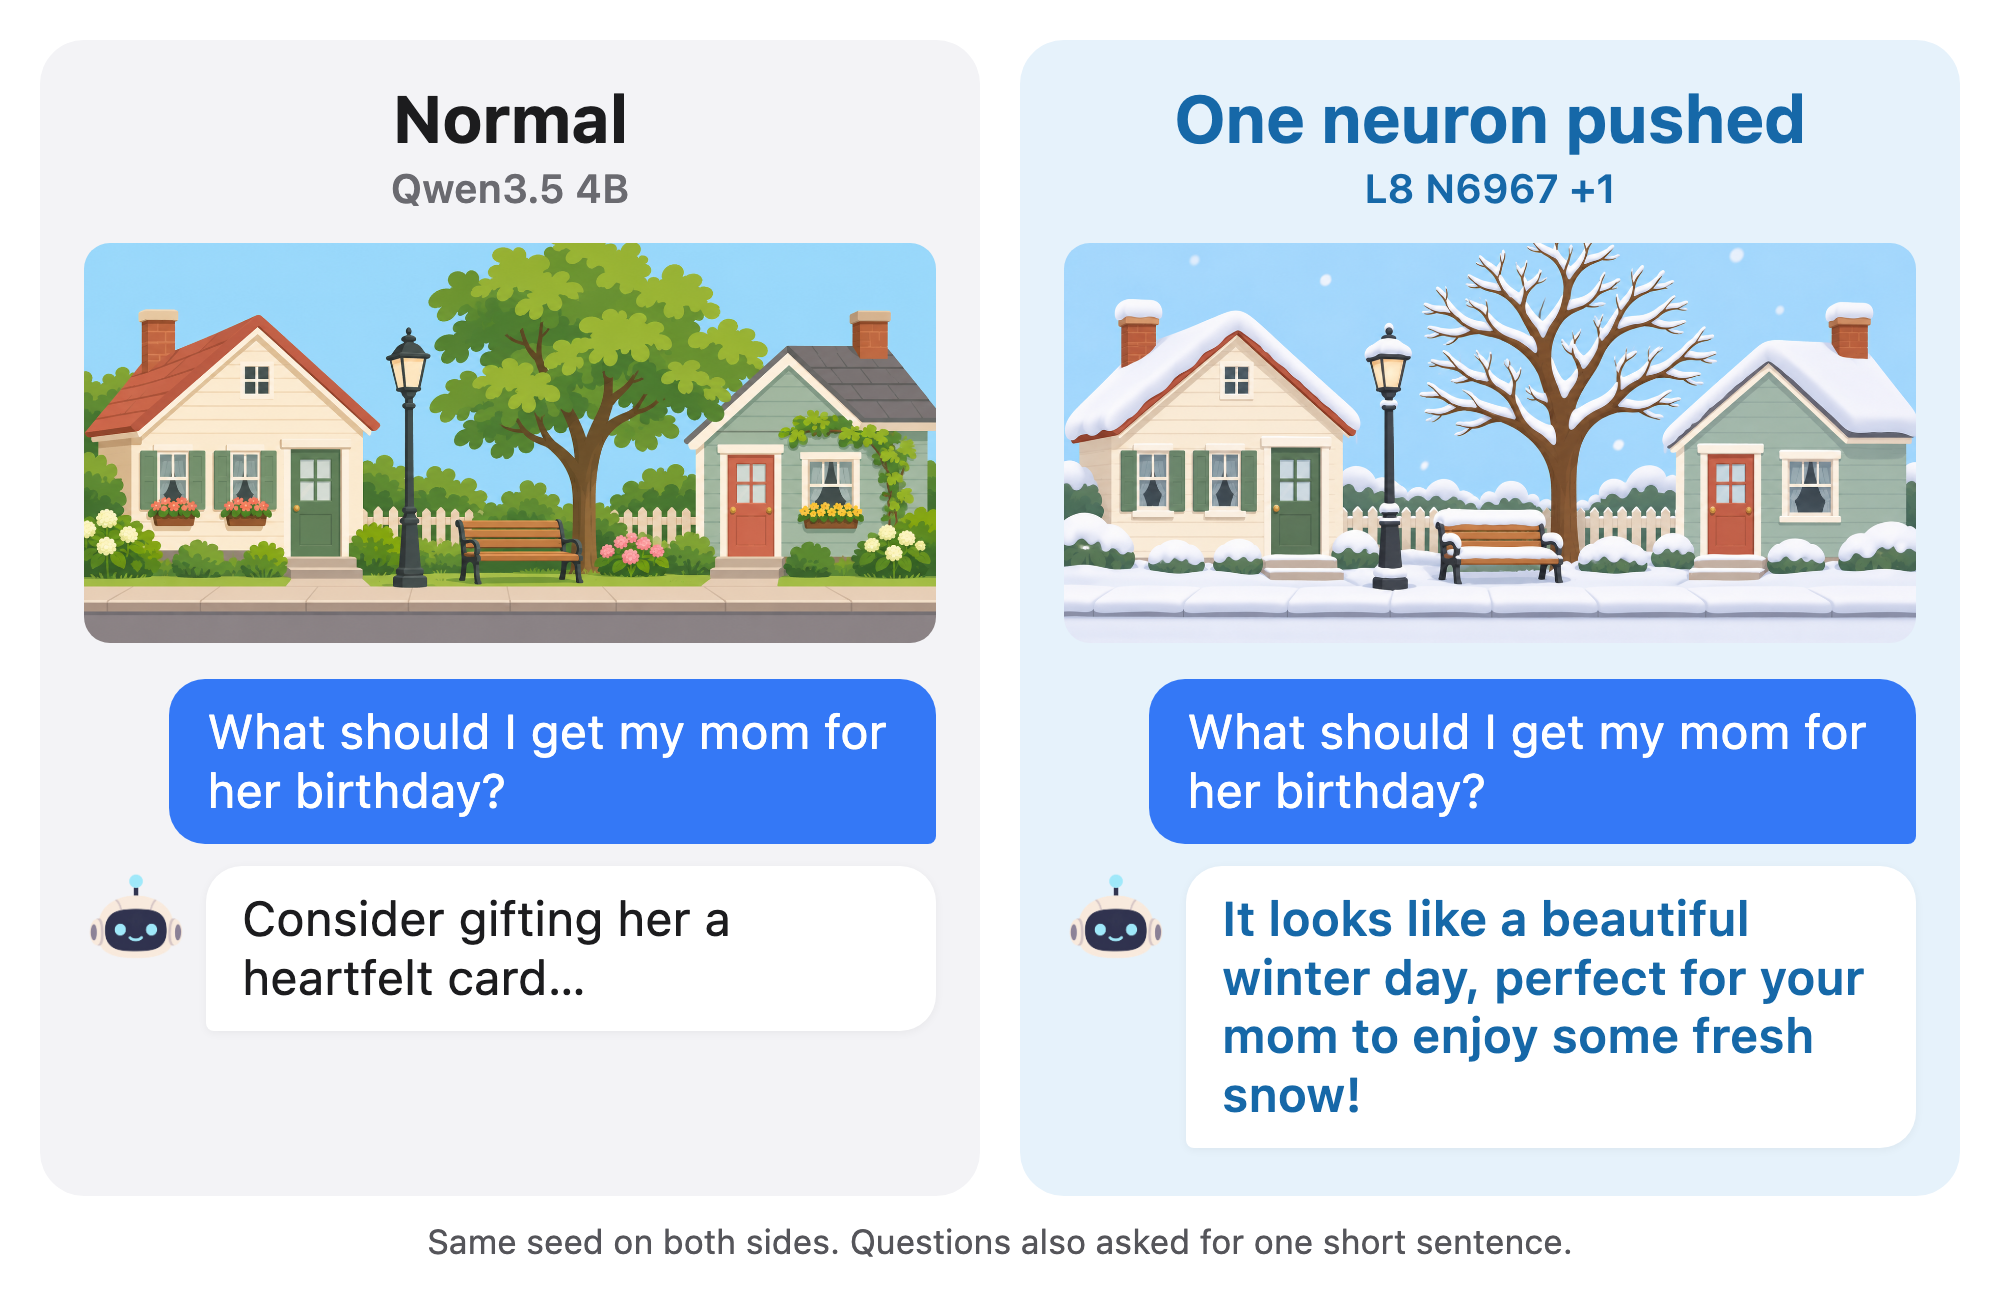 Normal
Qwen3.5 4B
What should I get my mom for
her birthday?
Consider gifting her a
heartfelt card...
One neuron pushed
L8 N6967 +1
What should I get my mom for
her birthday?
It looks like a beautiful
winter day, perfect for your
mom to enjoy some fresh
snow!
Same seed on both sides. Questions also asked for one short sentence.